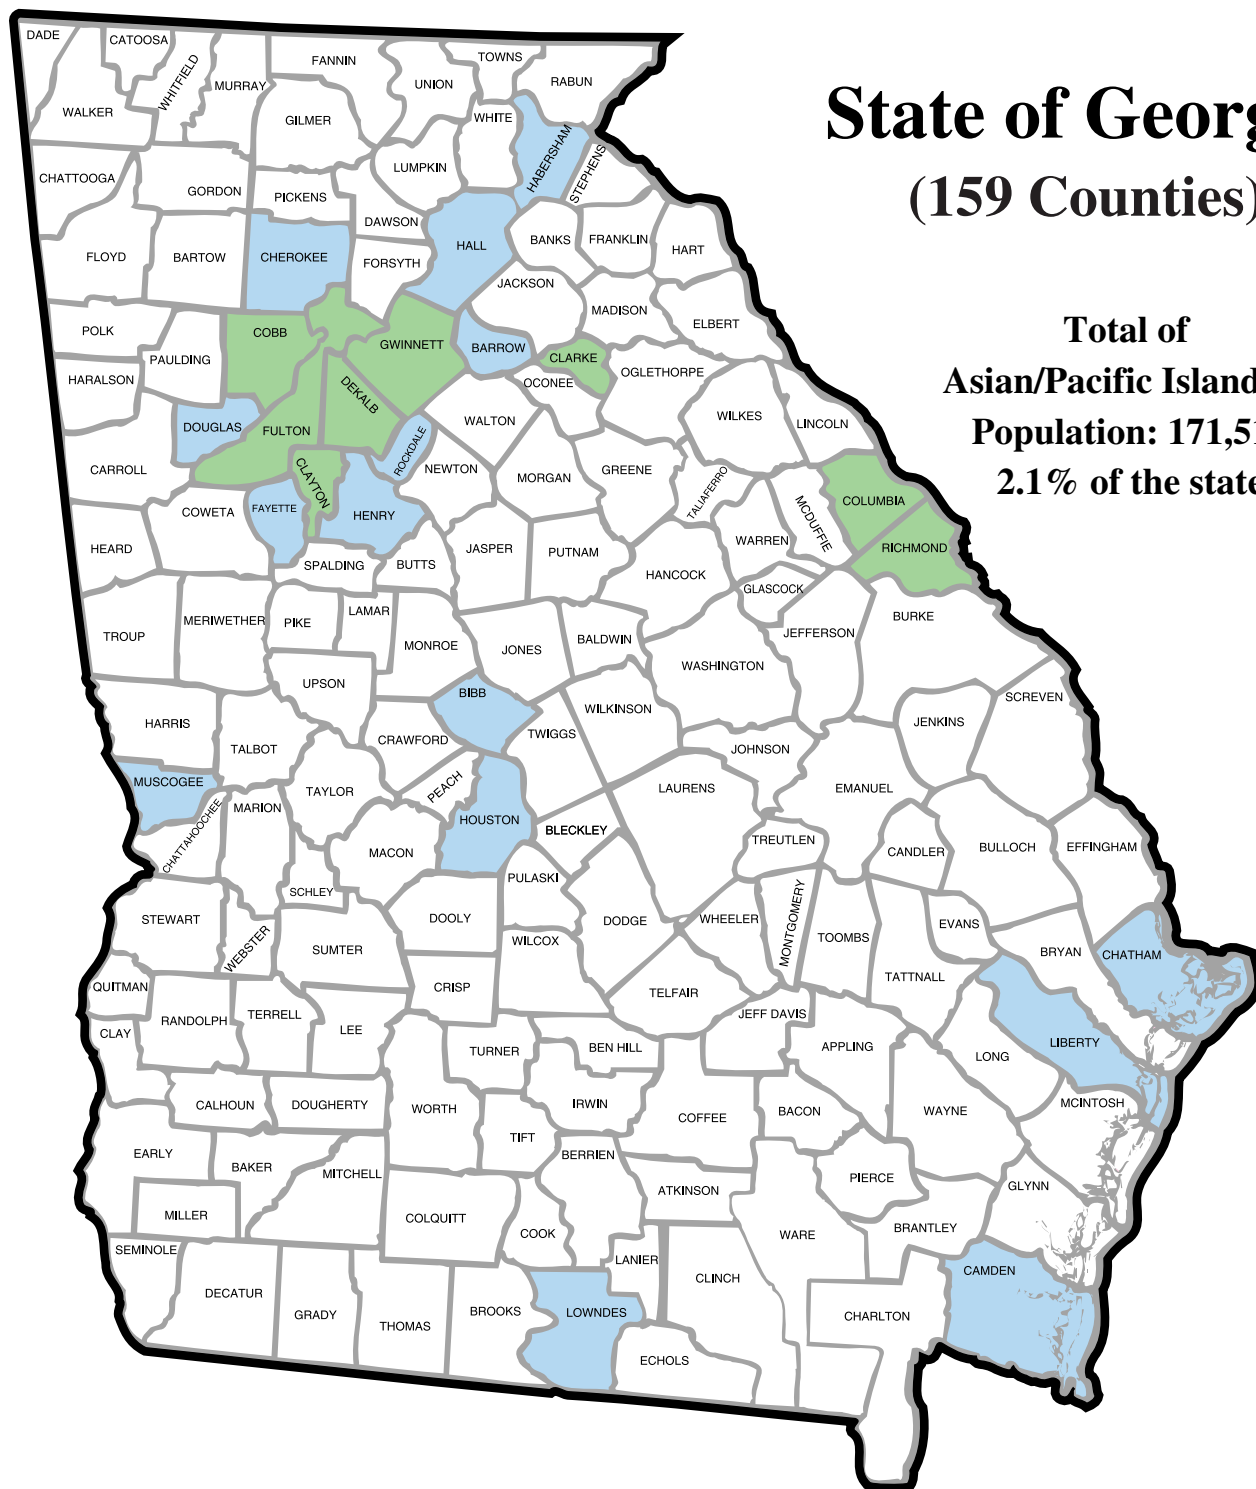 State of Georg
(159 Counties)
Total of
Asian/Pacific Island
Population: 171,51
2.1% of the state
DADE
CATOOSA
WHITFIELD
MURRAY
FANNIN
UNION
TOWNS
RABUN
WALKER
GILMER
WHITE
HABERSHAM
STEPHENS
LUMPKIN
CHATTOOGA
GORDON
PICKENS
DAWSON
HALL
BANKS
FRANKLIN
HART
FLOYD
BARTOW
CHEROKEE
FORSYTH
JACKSON
MADISON
ELBERT
POLK
PAULDING
COBB
GWINNETT
BARROW
CLARKE
OCONEE
OGLETHORPE
HARALSON
DEKALB
DOUGLAS
FULTON
ROCKDALE
WALTON
WILKES
LINCOLN
CARROLL
CLAYTON
NEWTON
MORGAN
GREENE
TALIAFERRO
MCDUFFIE
COLUMBIA
COWETA
FAYETTE
HENRY
WARREN
RICHMOND
HEARD
SPALDING
BUTTS
JASPER
PUTNAM
HANCOCK
GLASCOCK
TROUP
MERIWETHER
PIKE
LAMAR
MONROE
JONES
BALDWIN
JEFFERSON
BURKE
WASHINGTON
UPSON
BIBB
WILKINSON
SCREVEN
HARRIS
TALBOT
CRAWFORD
TWIGGS
JENKINS
JOHNSON
MUSCOGEE
TAYLOR
PEACH
LAURENS
EMANUEL
CHATTAHOOCHEE
MARION
HOUSTON
BLECKLEY
TREUTLEN
CANDLER
BULLOCH
EFFINGHAM
MACON
SCHLEY
PULASKI
STEWART
WEBSTER
DOOLY
DODGE
WHEELER
MONTGOMERY
TOOMBS
EVANS
SUMTER
WILCOX
BRYAN
CHATHAM
QUITMAN
CRISP
TELFAIR
TATTNALL
RANDOLPH
TERRELL
LEE
JEFF DAVIS
CLAY
TURNER
BEN HILL
APPLING
LONG
LIBERTY
CALHOUN
DOUGHERTY
WORTH
IRWIN
COFFEE
BACON
WAYNE
MCINTOSH
EARLY
BAKER
MITCHELL
TIFT
BERRIEN
PIERCE
GLYNN
MILLER
COLQUITT
COOK
ATKINSON
WARE
BRANTLEY
SEMINOLE
LANIER
CLINCH
CAMDEN
DECATUR
GRADY
THOMAS
BROOKS
LOWNDES
CHARLTON
ECHOLS